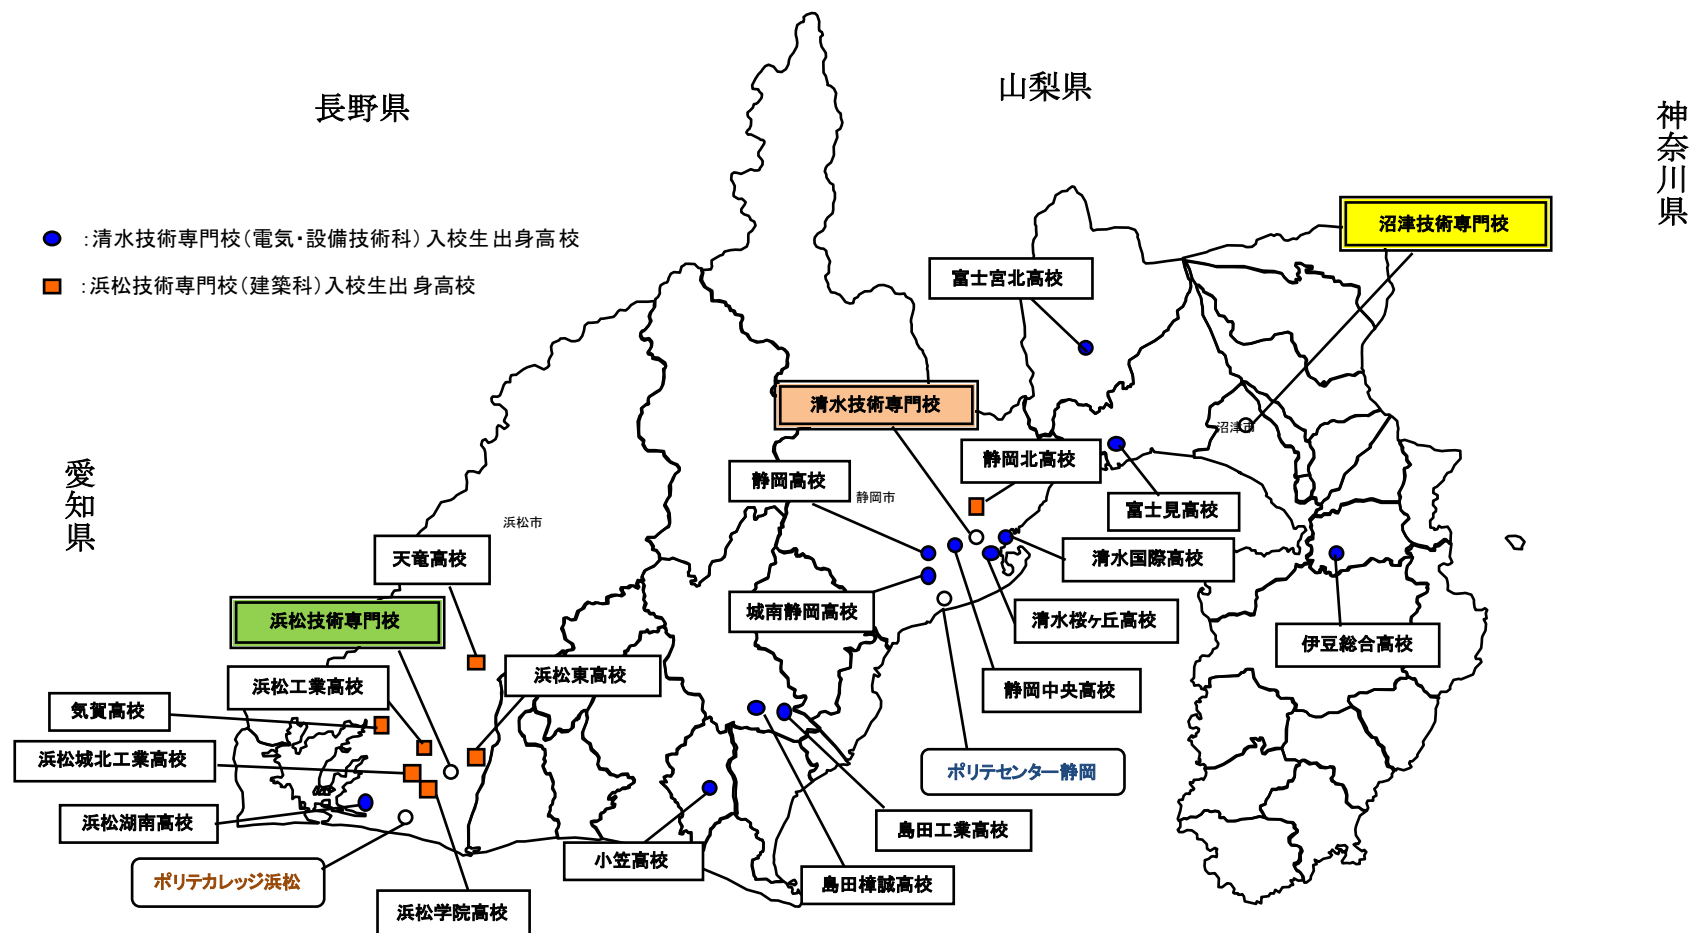 長野県
山梨県
神奈川県
愛知県
：清水技術専門校（電気・設備技術科）入校生出身高校
：浜松技術専門校（建築科）入校生出身高校
沼津技術専門校
富士宮北高校
清水技術専門校
沼津市
静岡北高校
静岡高校
静岡市
富士見高校
浜松市
天竜高校
清水国際高校
城南静岡高校
清水桜ヶ丘高校
浜松技術専門校
伊豆総合高校
浜松東高校
浜松工業高校
静岡中央高校
気賀高校
浜松城北工業高校
ポリテセンター静岡
浜松湖南高校
島田工業高校
小笠高校
ポリテカレッジ浜松
島田樟誠高校
浜松学院高校